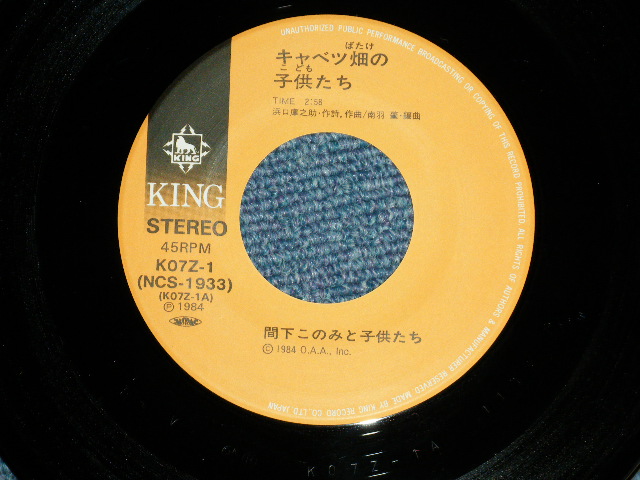 UNAUTHORIZED PUBLIC PERFORMANCE BROADCASTING OR COPYING OF THIS RECORD PROHIBITED. ALL RIGHTS OF AUTHORS & MANUFACTURER RESERVED. MADE BY KING RECORD CO., LTD. JAPAN
ばたけ
キャベツ畑の
こども
子供たち
TIME 2:58
浜口庫之助・作詩,作曲/南羽 薫・編曲
KING
KING
STEREO
45RPM
K07Z-1
(NCS-1933)
(K07Z-1A)
Ⓟ 1984
間下このみと子供たち
© 1984 O.A.A., Inc.
K07Z-1A